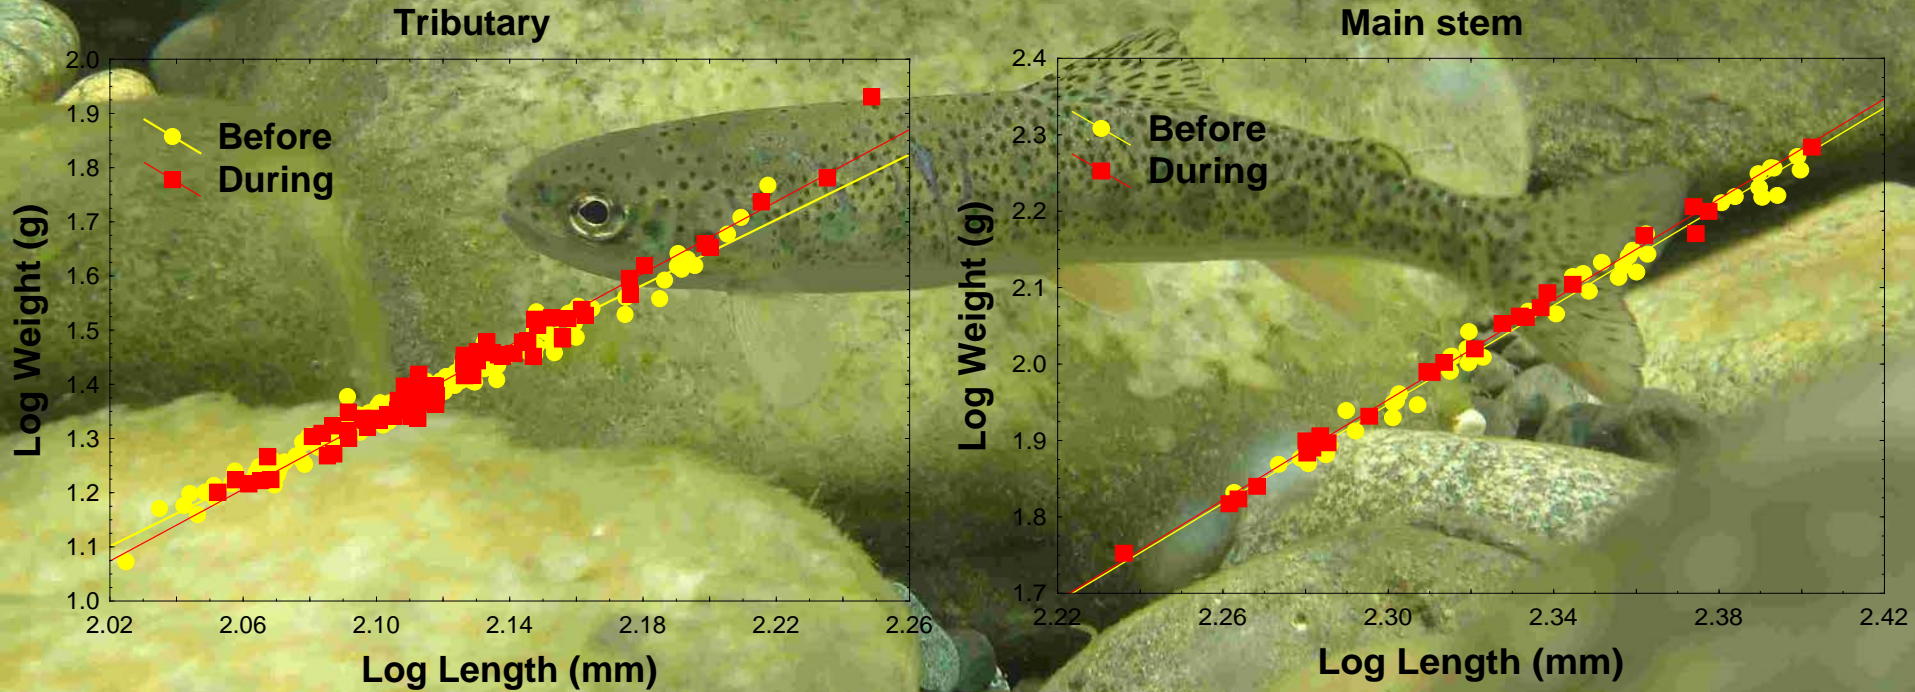 Tributary
2.0
1.9
1.8
1.7
1.6
1.5
1.4
1.3
1.2
1.1
1.0
Log Weight (g)
Before
During
2.02 2.06 2.10 2.14 2.18 2.22 2.26
Log Length (mm)
Main stem
2.4
2.3
2.2
2.1
2.0
1.9
1.8
1.7
Log Weight (g)
Before
During
2.22 2.26 2.30 2.34 2.38 2.42
Log Length (mm)